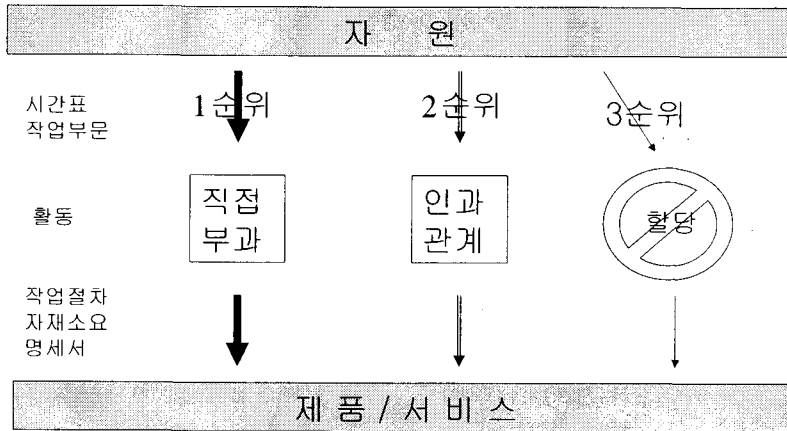 자 원
시간표
작업부문
1순위
2순위
3순위
활동
직접
부과
인과
관계
할당
작업절차
자재소요
명세서
제 품 / 서 비 스